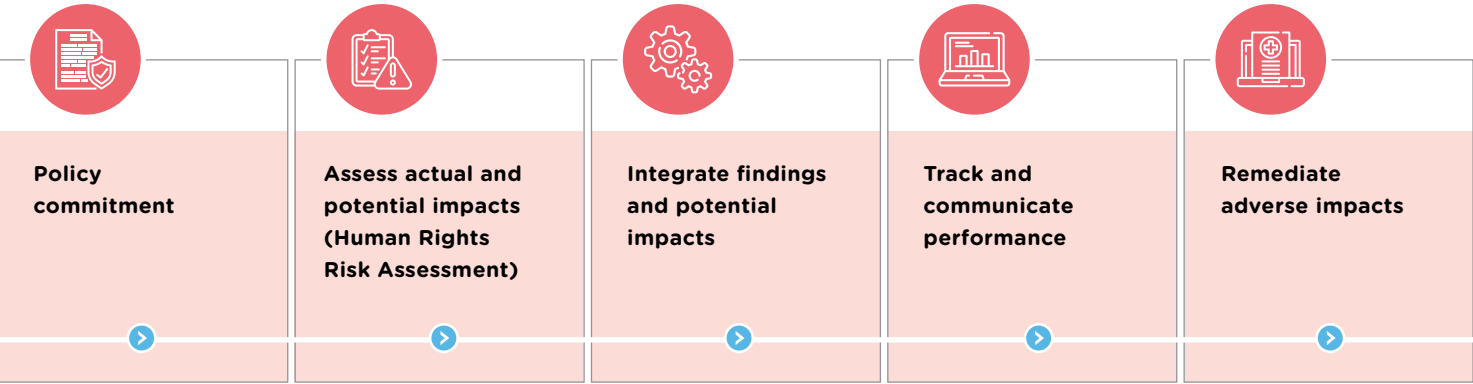 Policy
commitment
Assess actual and
potential impacts
(Human Rights
Risk Assessment)
Integrate findings
and potential
impacts
Track and
communicate
performance
Remediate
adverse impacts